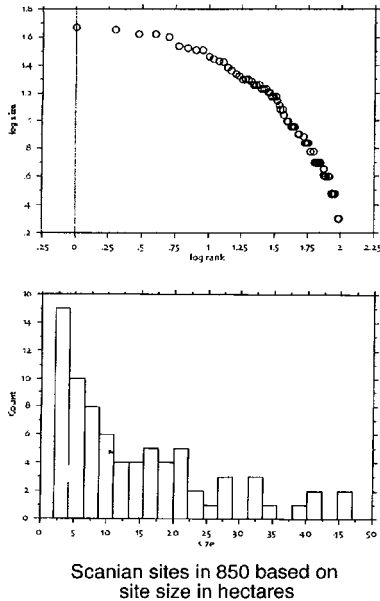 1.8
1.6
1.4
1.2
1
.8
.6
.4
.2
log size
-.25 0 .25 .5 .75 1 1.25 1.5 1.75 2 2.25
log rank
16
14
12
10
8
6
4
2
0
Count
0 5 10 15 20 25 30 35 40 45 50
size
Scanian sites in 850 based on
site size in hectares